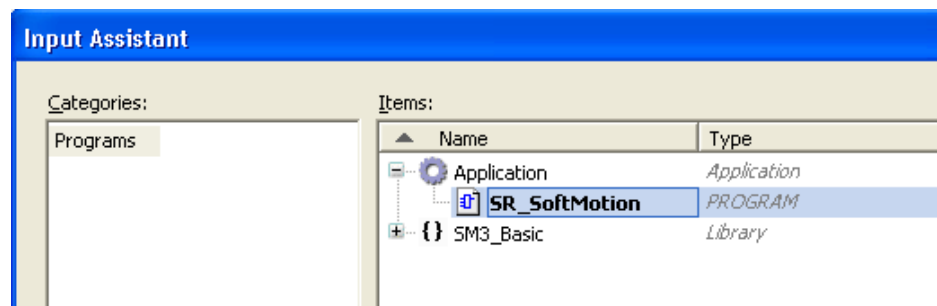 Input Assistant
Categories:
Items:
Programs
Name Type
Application Application
SR_SoftMotion PROGRAM
{} SM3_Basic Library